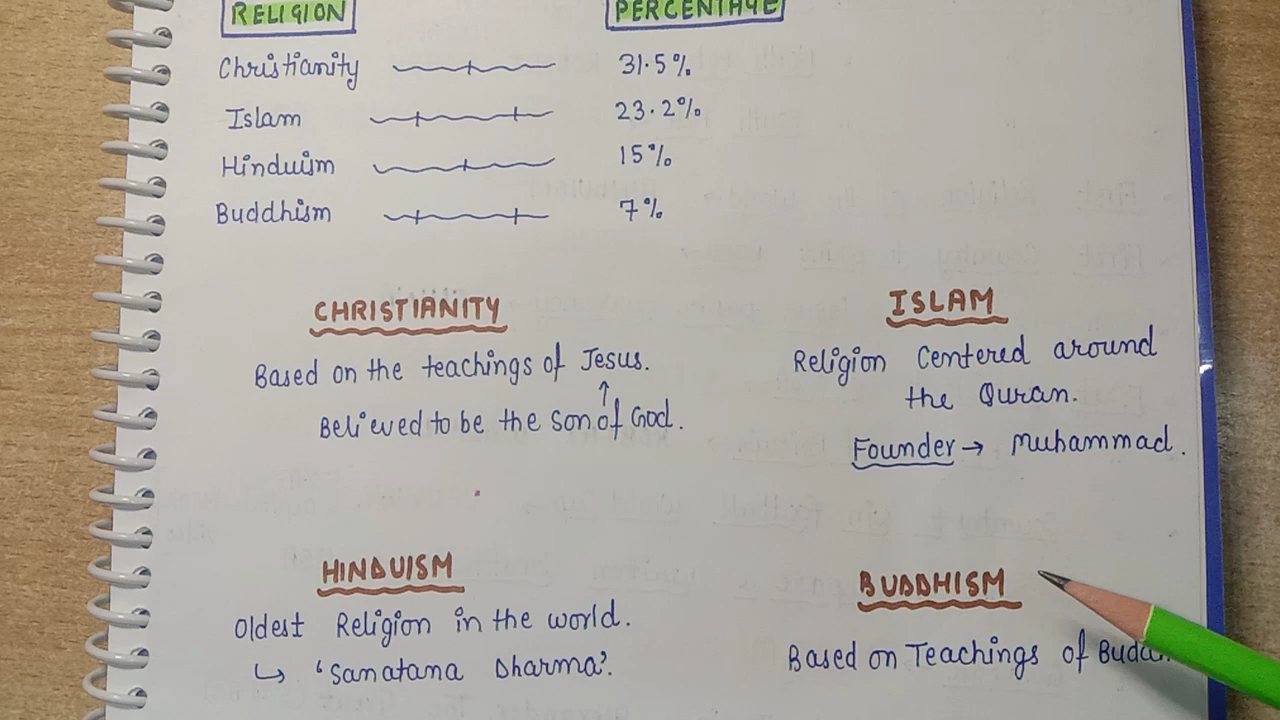 RELIGION PERCENTAGE
Christianity 31.5%
Islam 23.2%
Hinduism 15%
Buddhism 7%
CHRISTIANITY
Based on the teachings of Jesus.
↑
Believed to be the son of God.
ISLAM
Religion Centered around
the Quran.
Founder → Muhammad.
HINDUISM
Oldest Religion in the world.
↳ 'Sanatana Dharma'.
BUDDHISM
Based on Teachings of